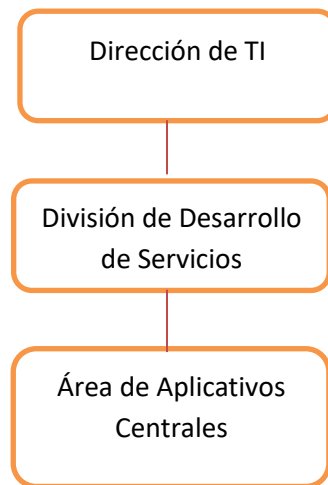 Dirección de TI
División de Desarrollo
de Servicios
Área de Aplicativos
Centrales